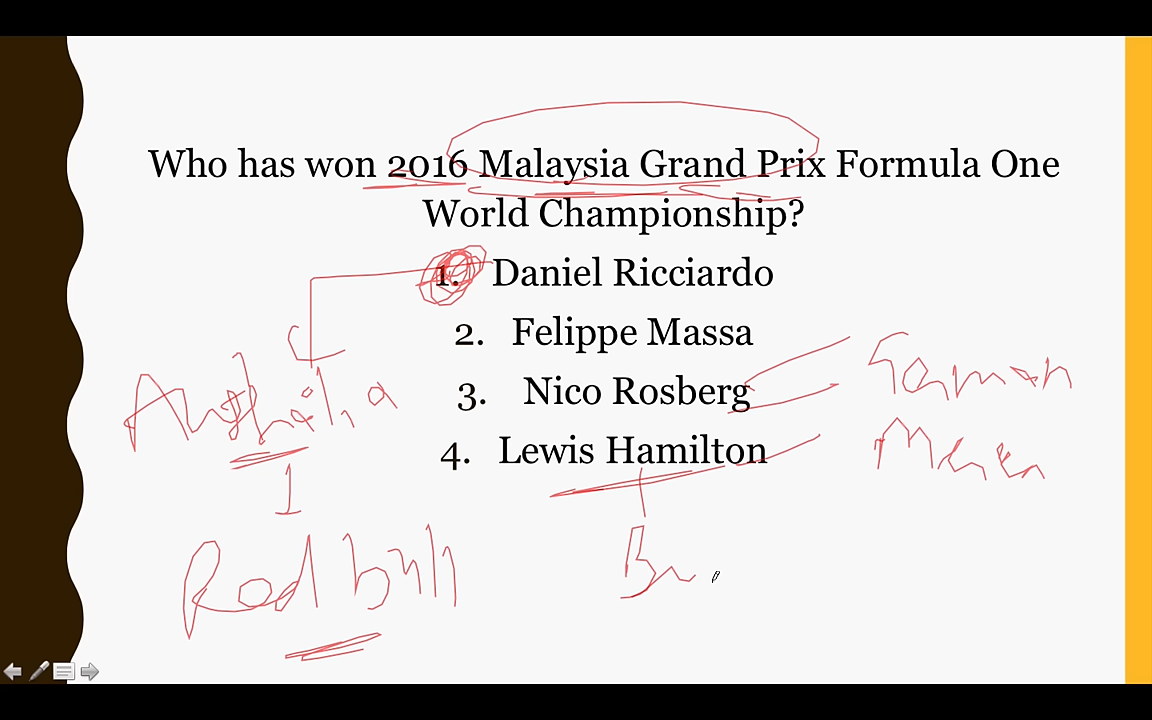 Who has won 2016 Malaysia Grand Prix Formula One
World Championship?
1. Daniel Ricciardo
2. Felippe Massa
3. Nico Rosberg
4. Lewis Hamilton
German
Red bull